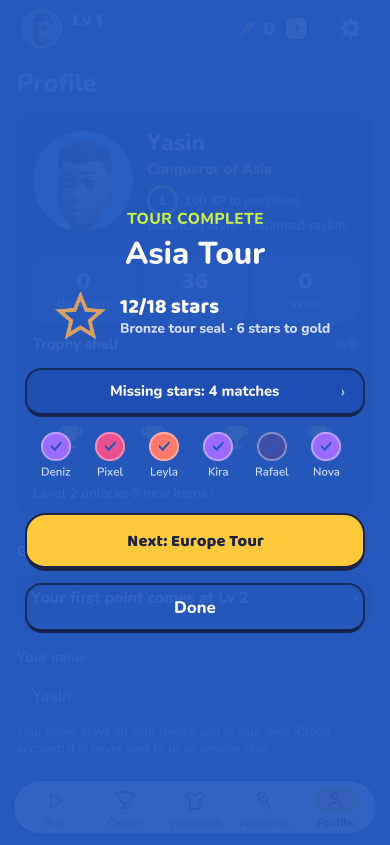 Lv 1
0
+
Profile
Yasin
Conqueror of Asia
1 100 XP to next level
balanced racket
TOUR COMPLETE
Asia Tour
0 36 0
Wins
12/18 stars
Bronze tour seal · 6 stars to gold
Trophy shelf 8/8
Missing stars: 4 matches ›
Deniz Pixel Leyla Kira Rafael Nova
Level 2 unlocks 5 new items ›
Next: Europe Tour
Your first point comes at Lv 2 ›
Done
Your name
Yasin
Your name stays on your device and in your own iCloud
account; it is never sent to us or anyone else.
Play Career Wardrobe Workshop Profile